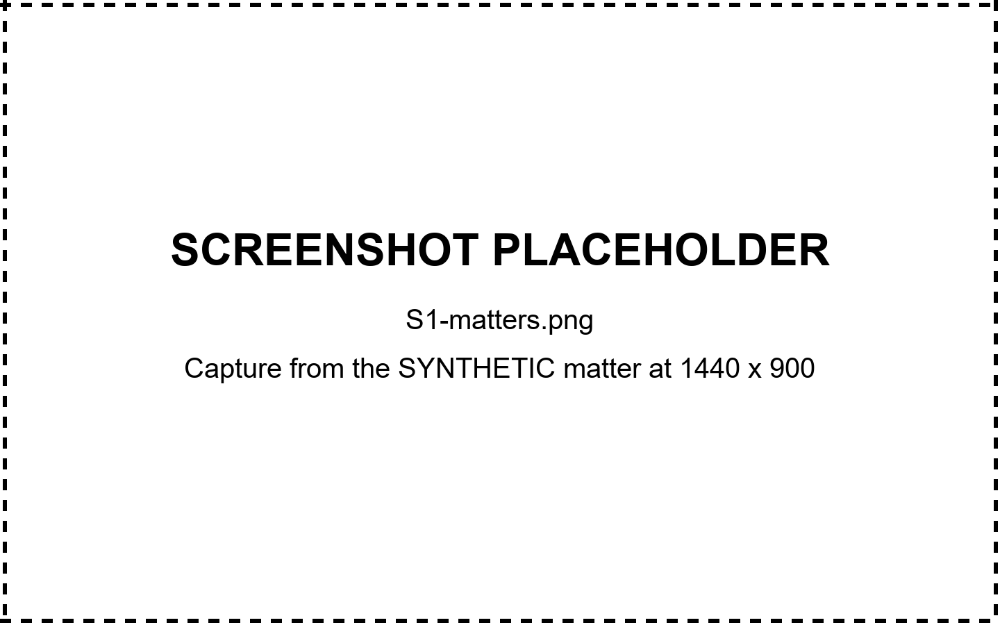 SCREENSHOT PLACEHOLDER
S1-matters.png
Capture from the SYNTHETIC matter at 1440 x 900